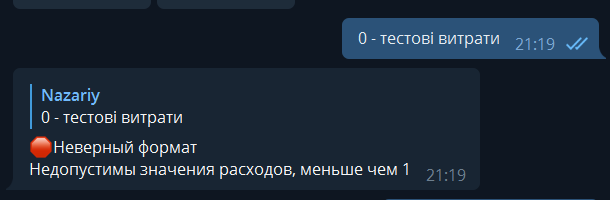 0 - тестові витрати 21:19
Nazariy
0 - тестові витрати
Неверный формат
Недопустимы значения расходов, меньше чем 1 21:19